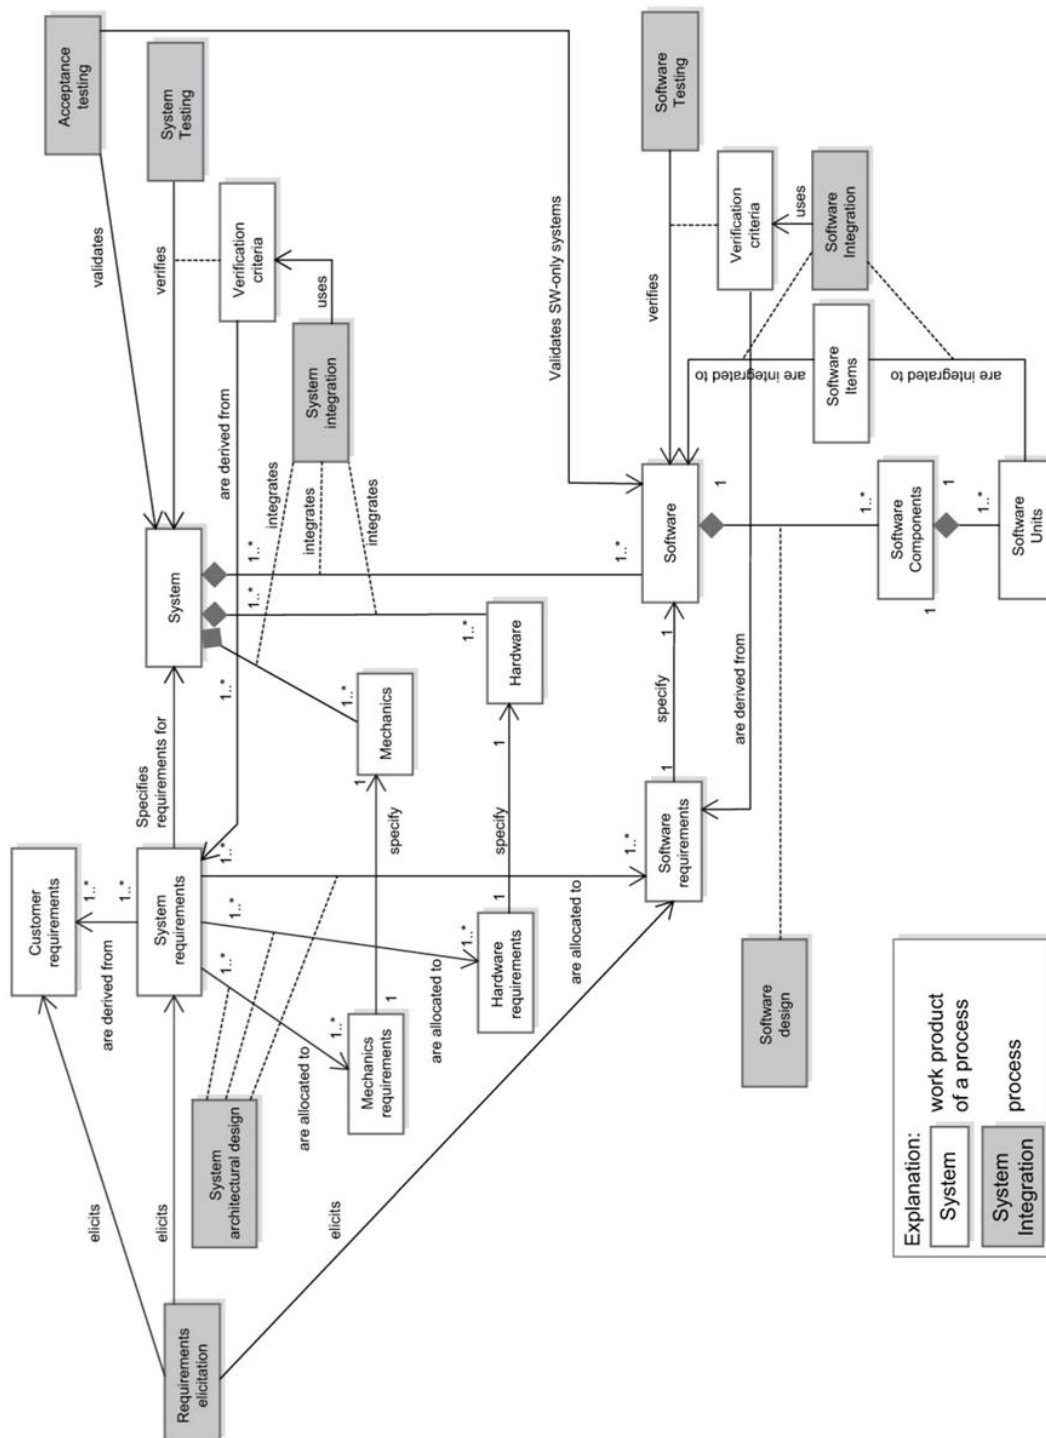 Customer
requirements
Acceptance
testing
elicits
1..*
validates
are derived from
1..*
Requirements
elicitation
elicits
System
requirements
Specifies
requirements for
System
verifies
System
Testing
System
architectural design
1..*
1..*
1..*
1..*
are derived from
1..*
1..*
Verification
criteria
integrates
integrates
integrates
System
integration
uses
are allocated to
1..*
Mechanics
requirements
1
specify
1
Mechanics
1..*
are allocated to
1..*
Hardware
requirements
1
specify
1
Hardware
1..*
elicits
are allocated to
1..*
Software
requirements
1
specify
1
Software
1..*
Validates SW-only systems
verifies
Software
Testing
are derived from
1
are integrated to
are integrated to
Verification
criteria
uses
Software
Integration
Software
Items
Software
design
1..*
Software
Components
1
1
1..*
Software
Units
Explanation:
System
work product
of a process
System
Integration
process